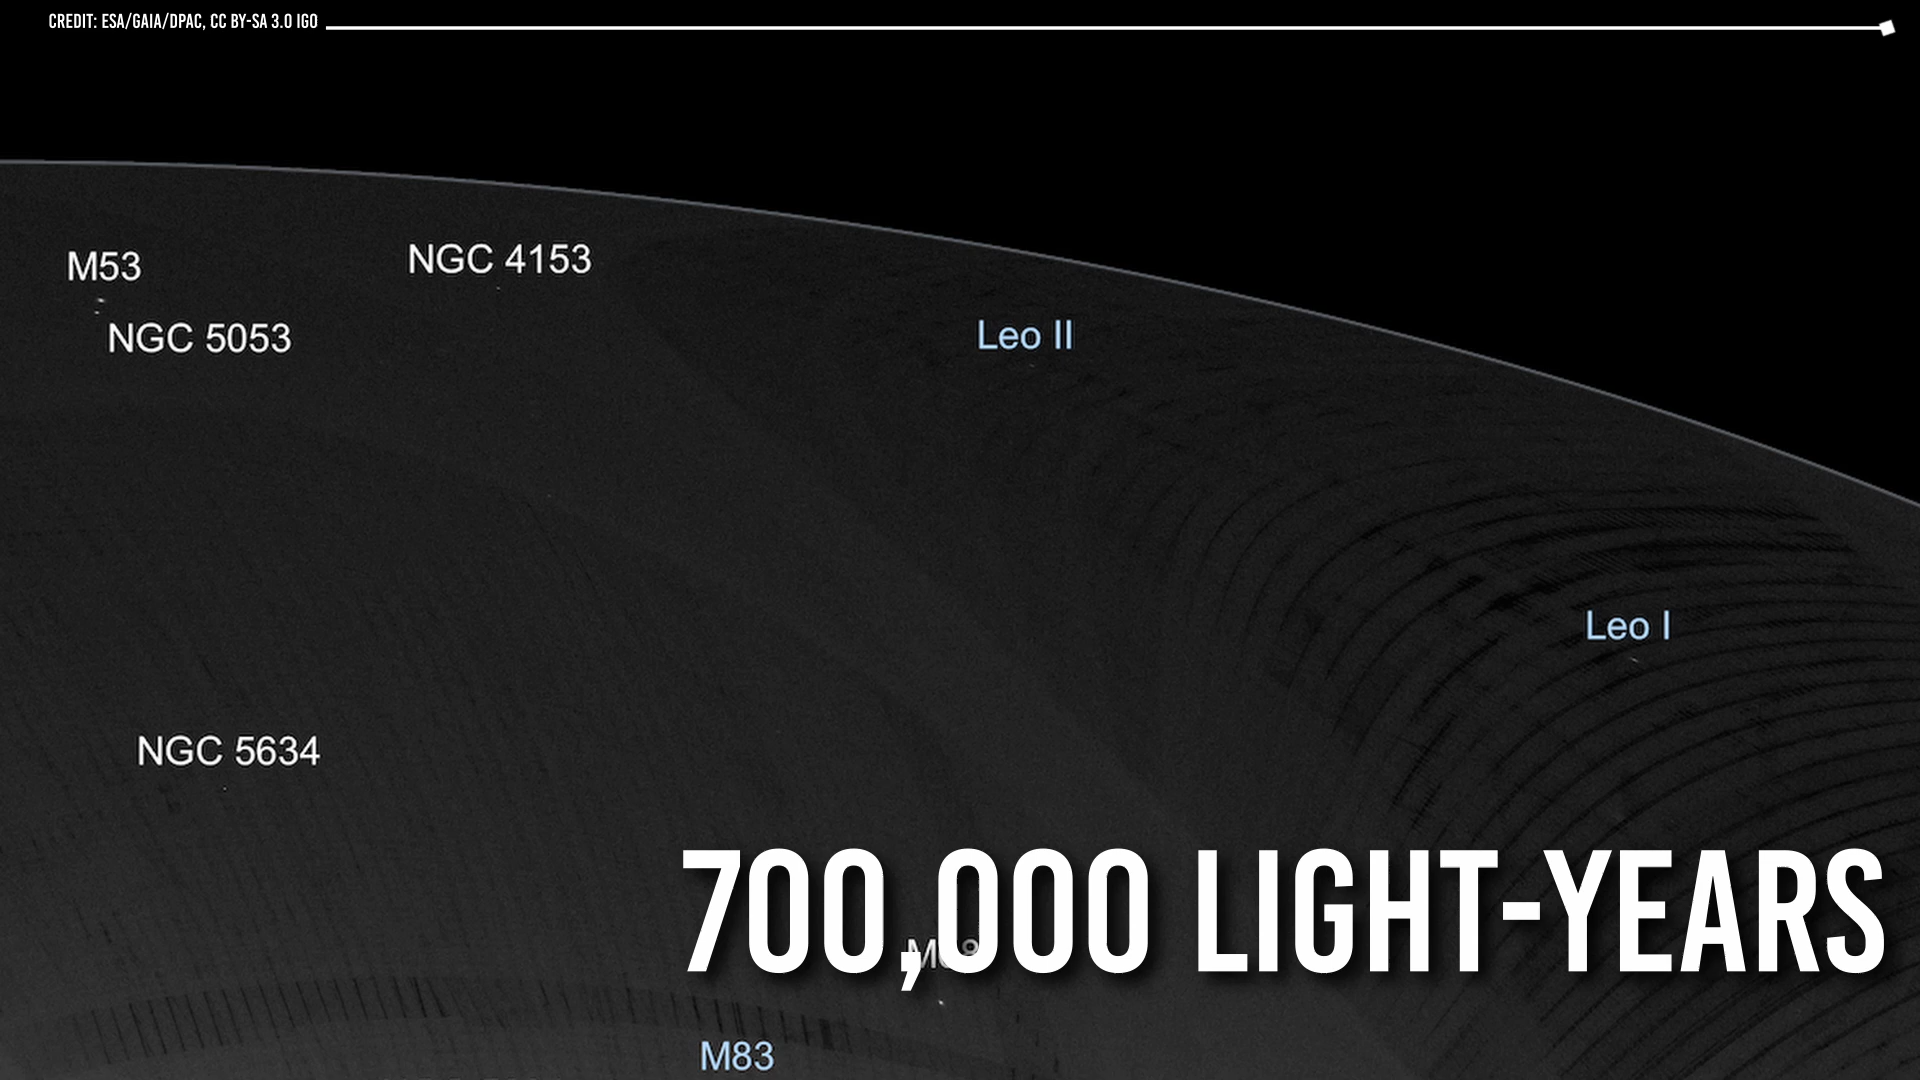 CREDIT: ESA/GAIA/DPAC, CC BY-SA 3.0 IGO
M53
NGC 4153
NGC 5053
Leo II
Leo I
NGC 5634
700,000 LIGHT-YEARS
M83